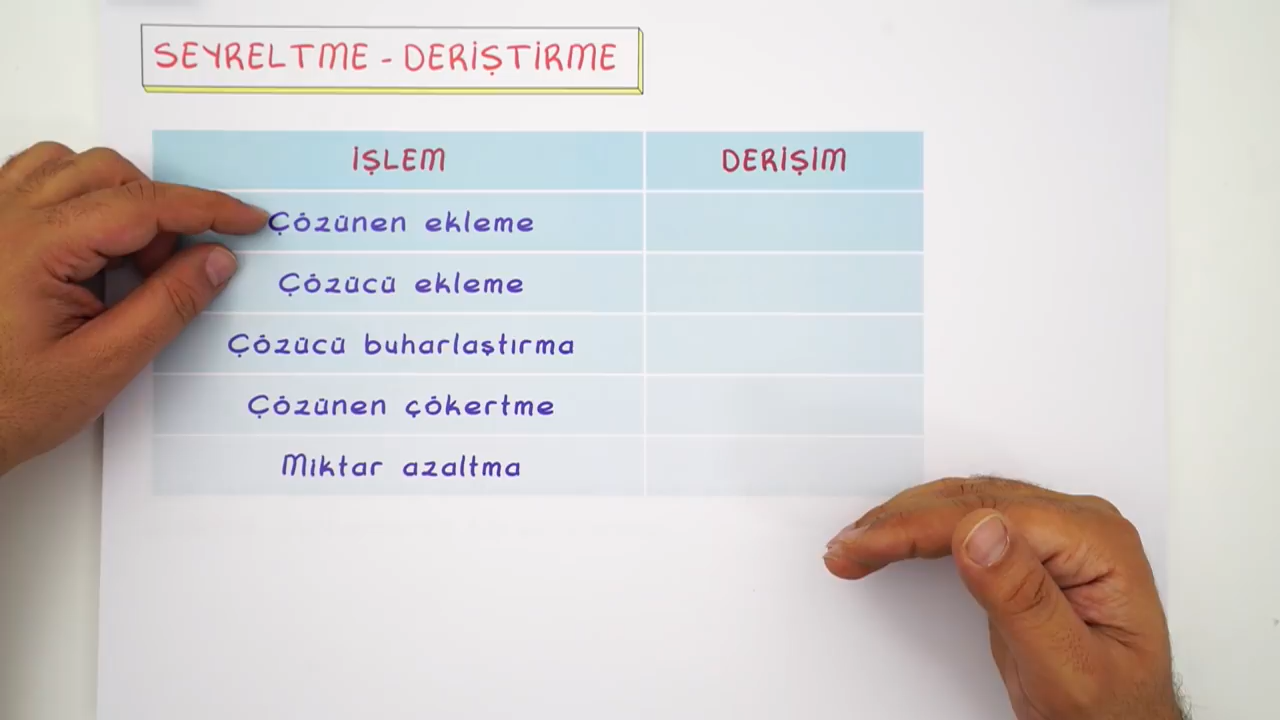 SEYRELTME - DERİŞTİRME
İŞLEM DERİŞİM
Çözünen ekleme
Çözücü ekleme
Çözücü buharlaştırma
Çözünen çökertme
Miktar azaltma